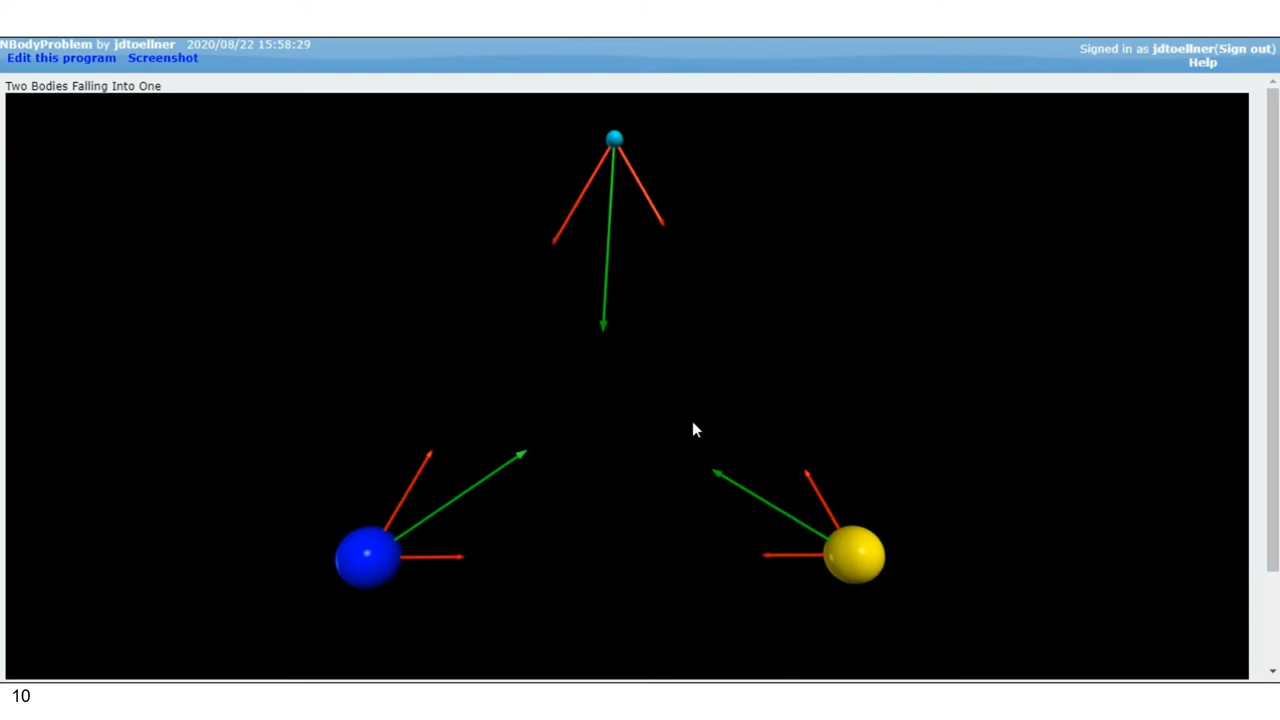 NBodyProblem by jdtoellner 2020/08/22 15:58:29
Signed in as jdtoellner(Sign out)
Edit this program Screenshot
Help
Two Bodies Falling Into One
10